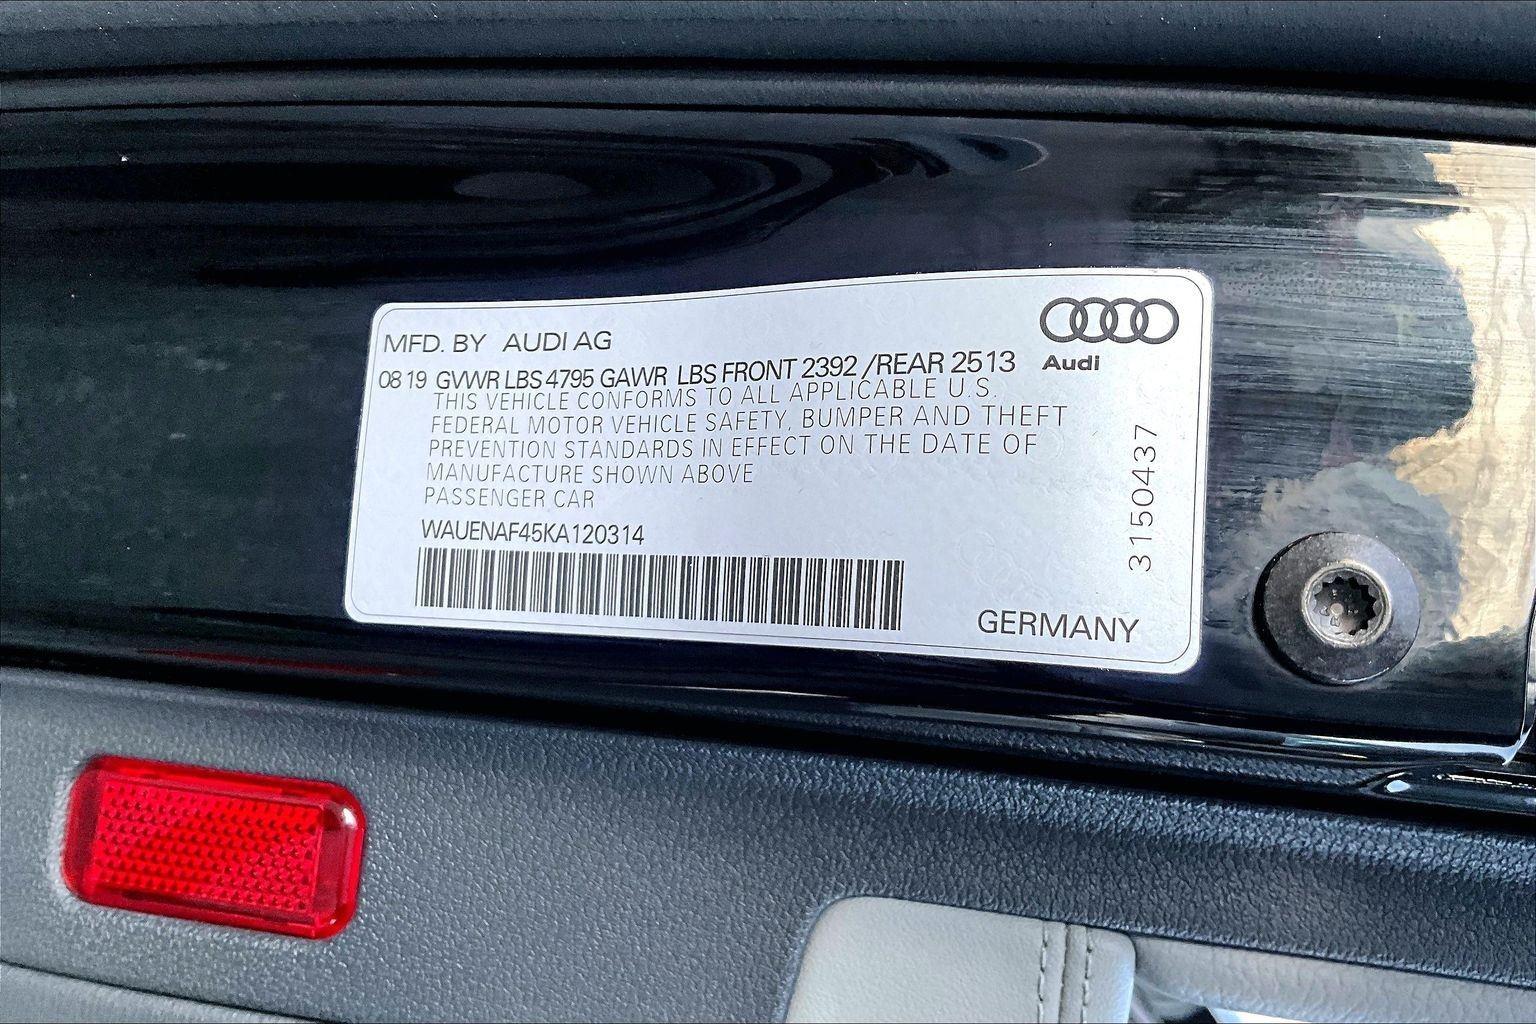 MFD. BY AUDI AG
Audi
08 19 GVWR LBS 4795 GAWR LBS FRONT 2392 /REAR 2513
THIS VEHICLE CONFORMS TO ALL APPLICABLE U.S.
FEDERAL MOTOR VEHICLE SAFETY, BUMPER AND THEFT
PREVENTION STANDARDS IN EFFECT ON THE DATE OF
MANUFACTURE SHOWN ABOVE
PASSENGER CAR
WAUENAF45KA120314
3150437
GERMANY